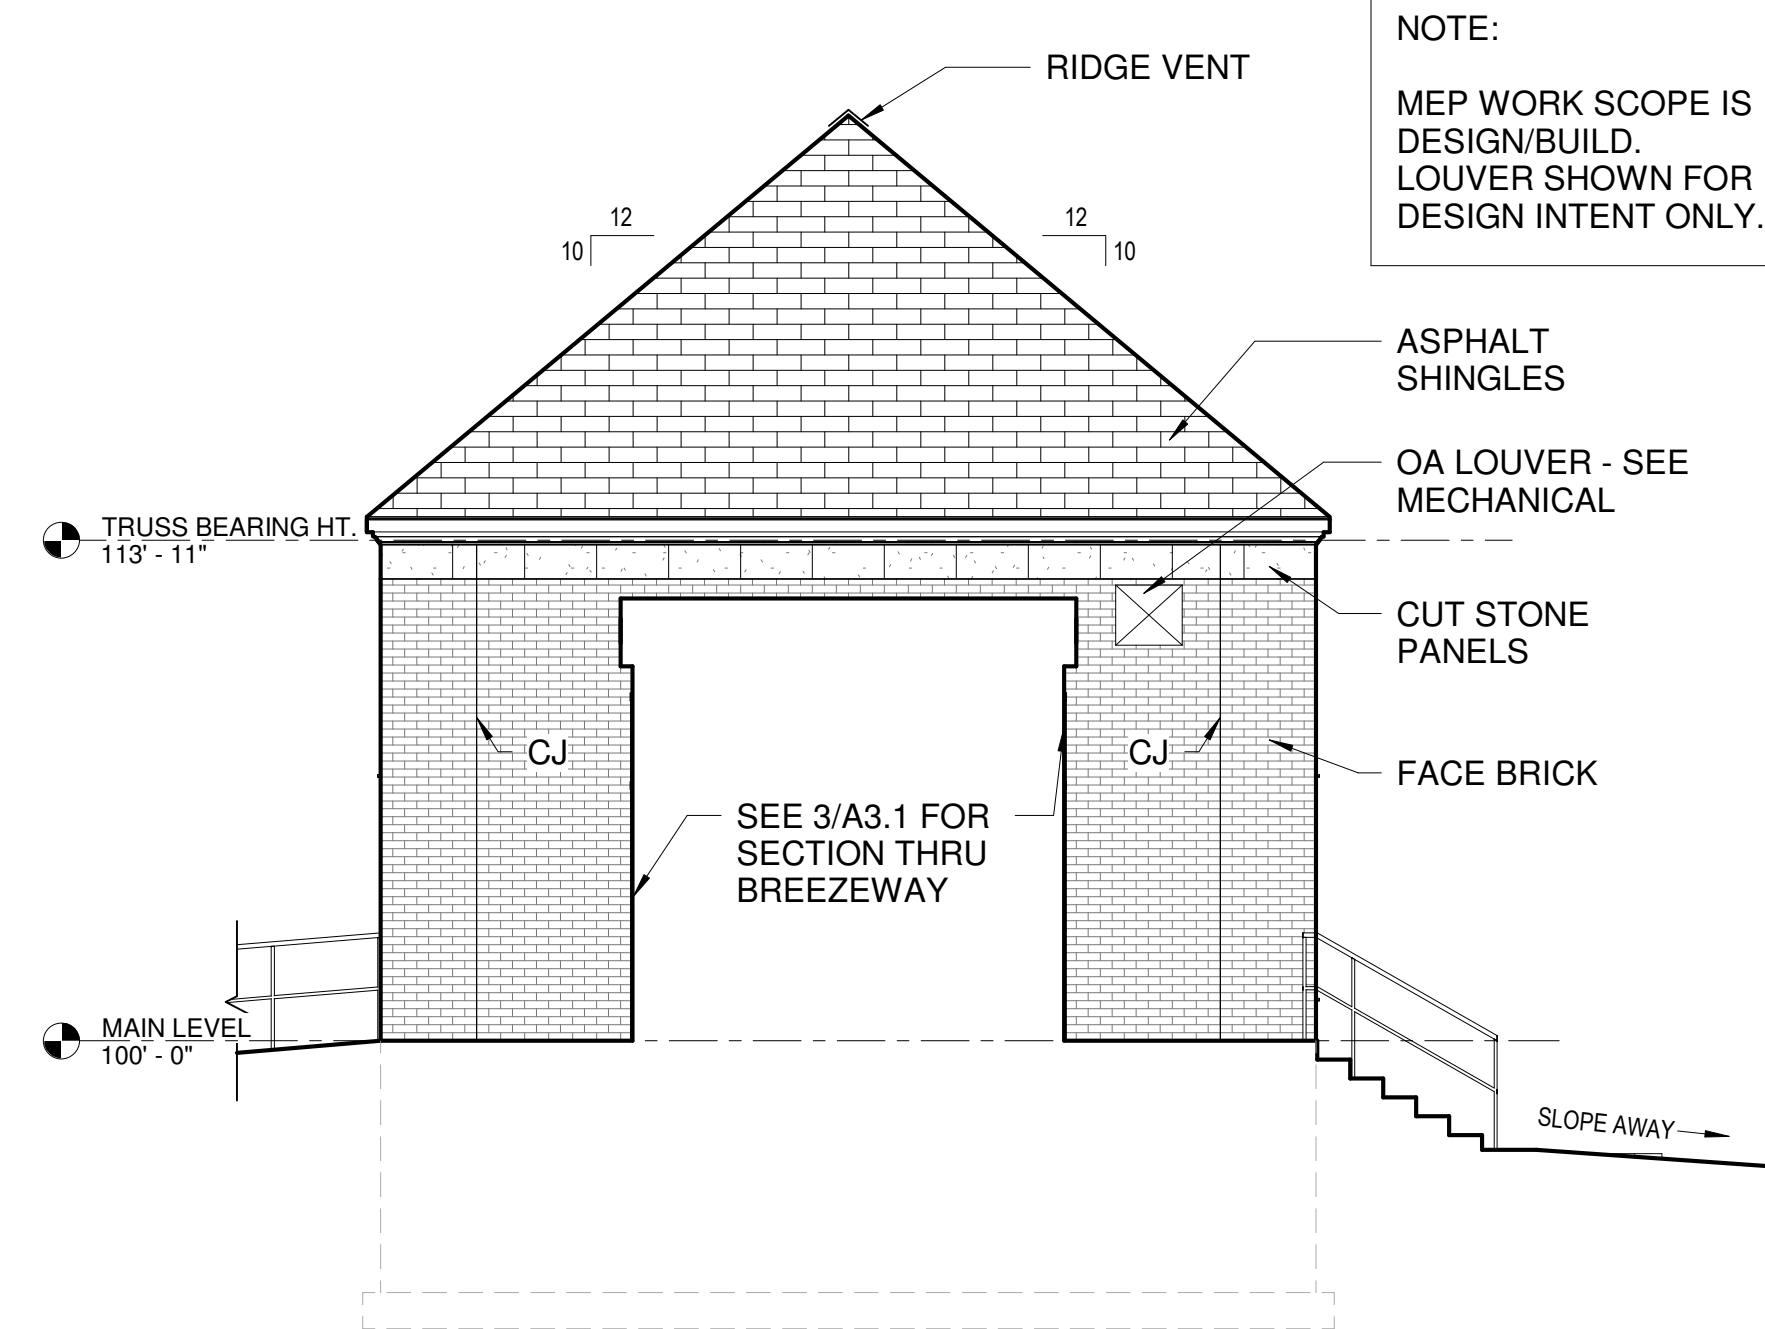 NOTE:
MEP WORK SCOPE IS
DESIGN/BUILD.
LOUVER SHOWN FOR
DESIGN INTENT ONLY.
RIDGE VENT
12
10
12
10
ASPHALT
SHINGLES
OA LOUVER - SEE
MECHANICAL
TRUSS BEARING HT.
113' - 11"
CUT STONE
PANELS
CJ
CJ
FACE BRICK
SEE 3/A3.1 FOR
SECTION THRU
BREEZEWAY
MAIN LEVEL
100' - 0"
SLOPE AWAY